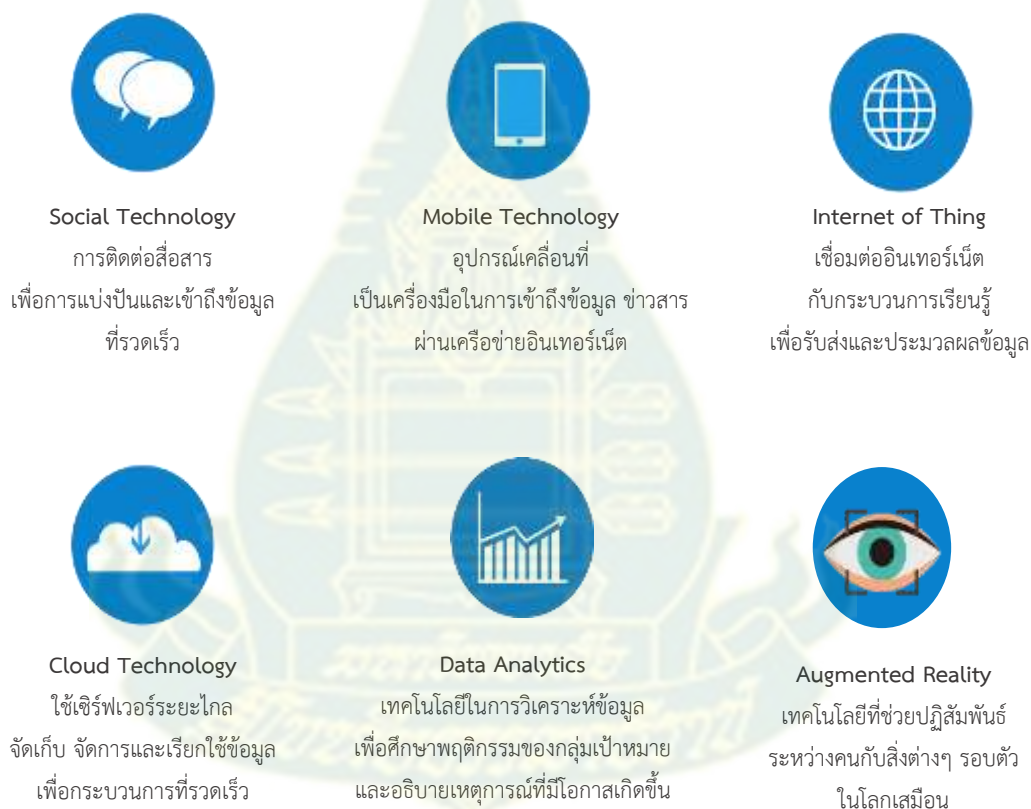 Social Technology
การติดต่อสื่อสาร
เพื่อการแบ่งปันและเข้าถึงข้อมูล
ที่รวดเร็ว
Mobile Technology
อุปกรณ์เคลื่อนที่
เป็นเครื่องมือในการเข้าถึงข้อมูล ข่าวสาร
ผ่านเครือข่ายอินเทอร์เน็ต
Internet of Thing
เชื่อมต่ออินเทอร์เน็ต
กับกระบวนการเรียนรู้
เพื่อรับส่งและประมวลผลข้อมูล
Cloud Technology
ใช้เซิร์ฟเวอร์ระยะไกล
จัดเก็บ จัดการและเรียกใช้ข้อมูล
เพื่อกระบวนการที่รวดเร็ว
Data Analytics
เทคโนโลยีในการวิเคราะห์ข้อมูล
เพื่อศึกษาพฤติกรรมของกลุ่มเป้าหมาย
และอธิบายเหตุการณ์ที่มีโอกาสเกิดขึ้น
Augmented Reality
เทคโนโลยีที่ช่วยปฏิสัมพันธ์
ระหว่างคนกับสิ่งต่างๆ รอบตัว
ในโลกเสมือน